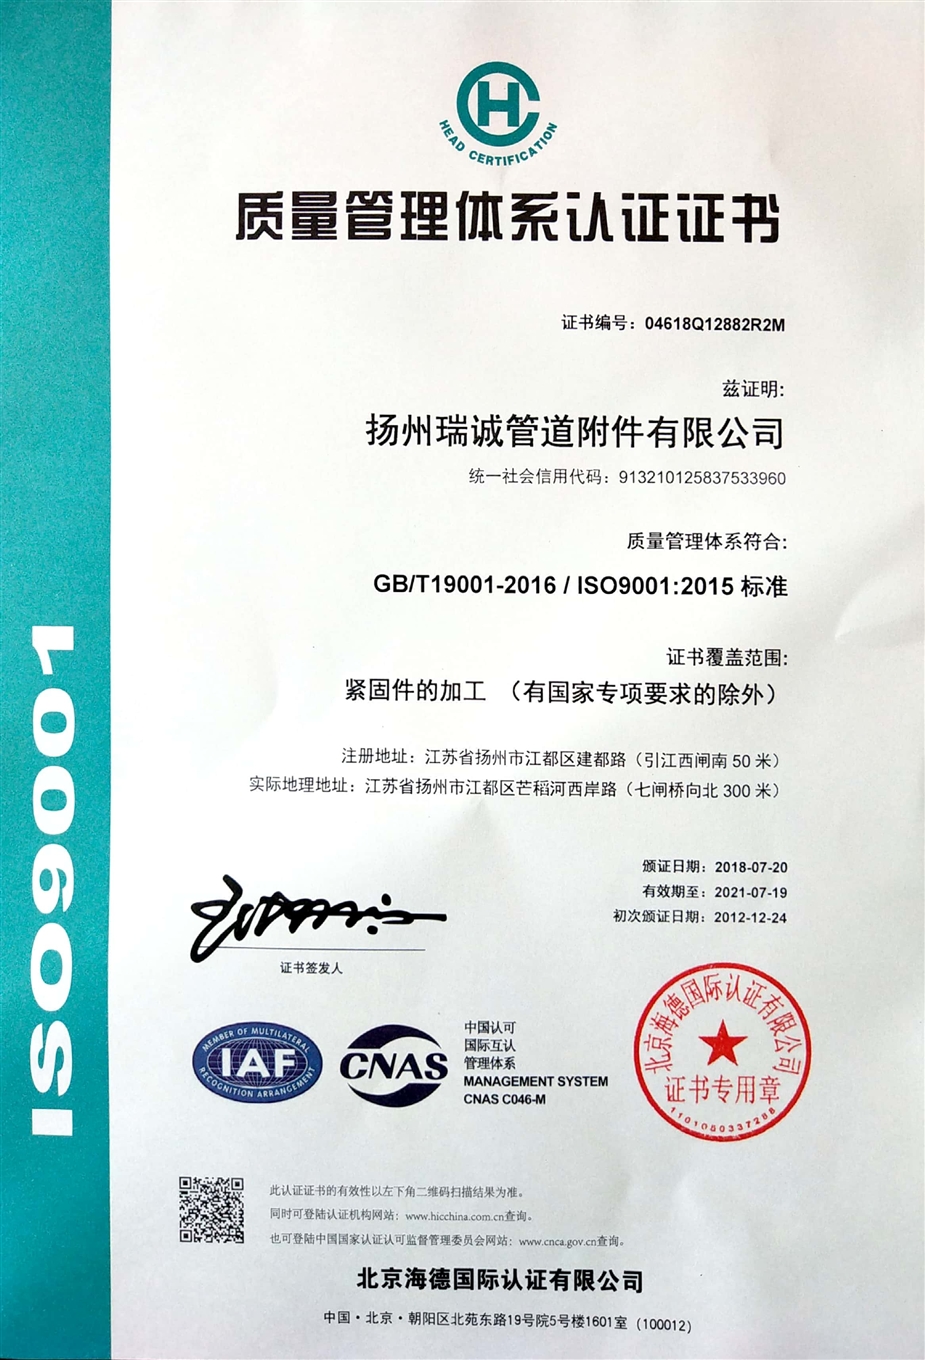 HEAD CERTIFICATION
质量管理体系认证证书
证书编号：04618Q12882R2M
兹证明:
扬州瑞诚管道附件有限公司
统一社会信用代码：913210125837533960
质量管理体系符合:
GB/T19001-2016 / ISO9001:2015 标准
证书覆盖范围:
紧固件的加工 （有国家专项要求的除外）
注册地址：江苏省扬州市江都区建都路（引江西闸南 50 米）
实际地理地址：江苏省扬州市江都区芒稻河西岸路（七闸桥向北 300 米）
颁证日期：2018-07-20
有效期至：2021-07-19
初次颁证日期：2012-12-24
证书签发人
ISO9001
MEMBER OF MULTILATERAL
IAF
RECOGNITION ARRANGEMENT
CNAS
中国认可
国际互认
管理体系
MANAGEMENT SYSTEM
CNAS C046-M
北京海德国际认证有限公司
证书专用章
1101080337288
此认证证书的有效性以左下角二维码扫描结果为准。
同时可登陆认证机构网站：www.hicchina.com.cn查询。
也可登陆中国国家认证认可监督管理委员会网站：www.cnca.gov.cn查询。
北京海德国际认证有限公司
中国·北京·朝阳区北苑东路19号院5号楼1601室（100012）